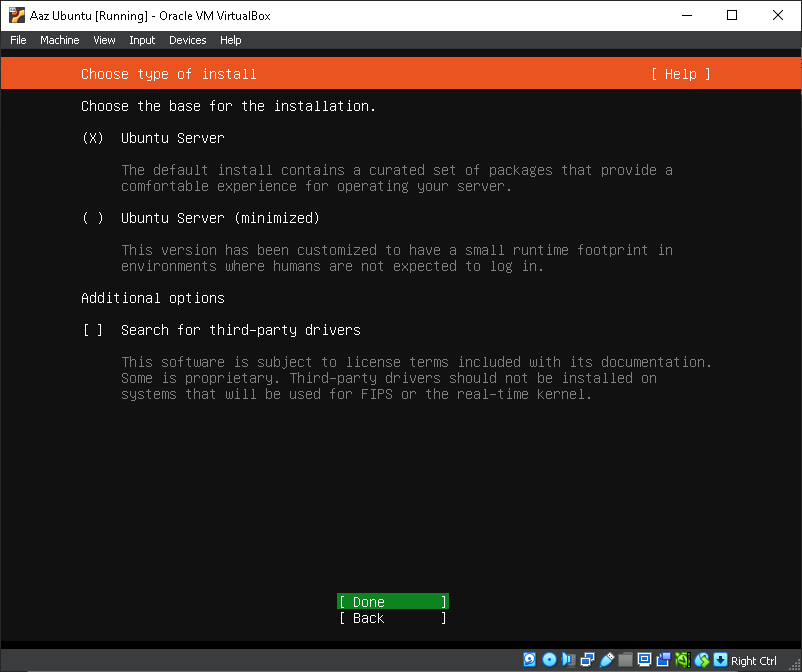 Aaz Ubuntu [Running] - Oracle VM VirtualBox
File Machine View Input Devices Help
Choose type of install [ Help ]
Choose the base for the installation.
(X) Ubuntu Server
The default install contains a curated set of packages that provide a
comfortable experience for operating your server.
( ) Ubuntu Server (minimized)
This version has been customized to have a small runtime footprint in
environments where humans are not expected to log in.
Additional options
[ ] Search for third-party drivers
This software is subject to license terms included with its documentation.
Some is proprietary. Third-party drivers should not be installed on
systems that will be used for FIPS or the real-time kernel.
[ Done ]
[ Back ]
Right Ctrl